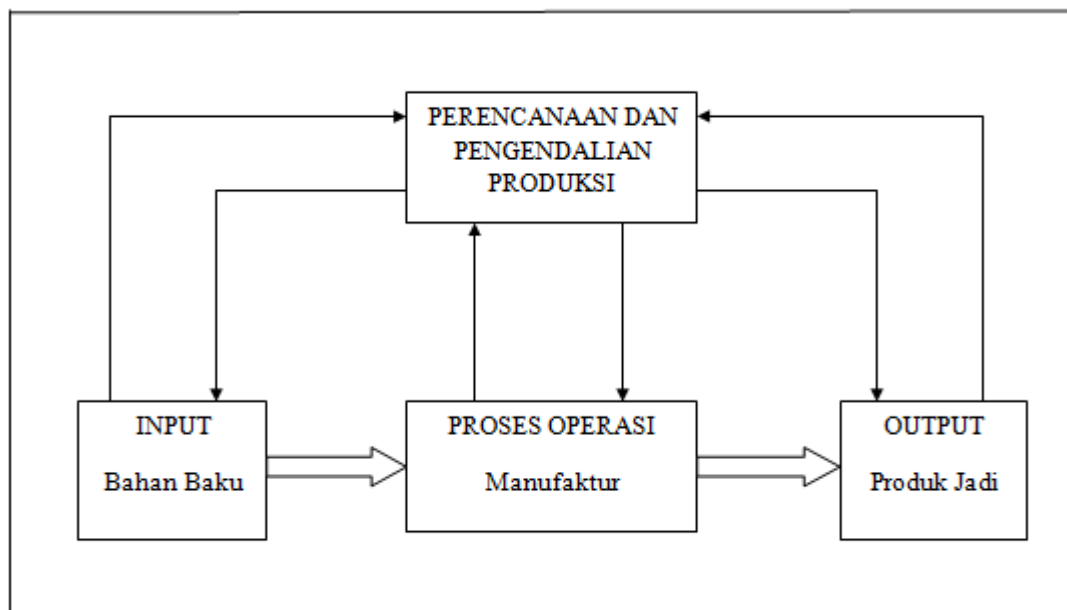 PERENCANAAN DAN
PENGENDALIAN
PRODUKSI
INPUT
Bahan Baku
PROSES OPERASI
Manufaktur
OUTPUT
Produk Jadi